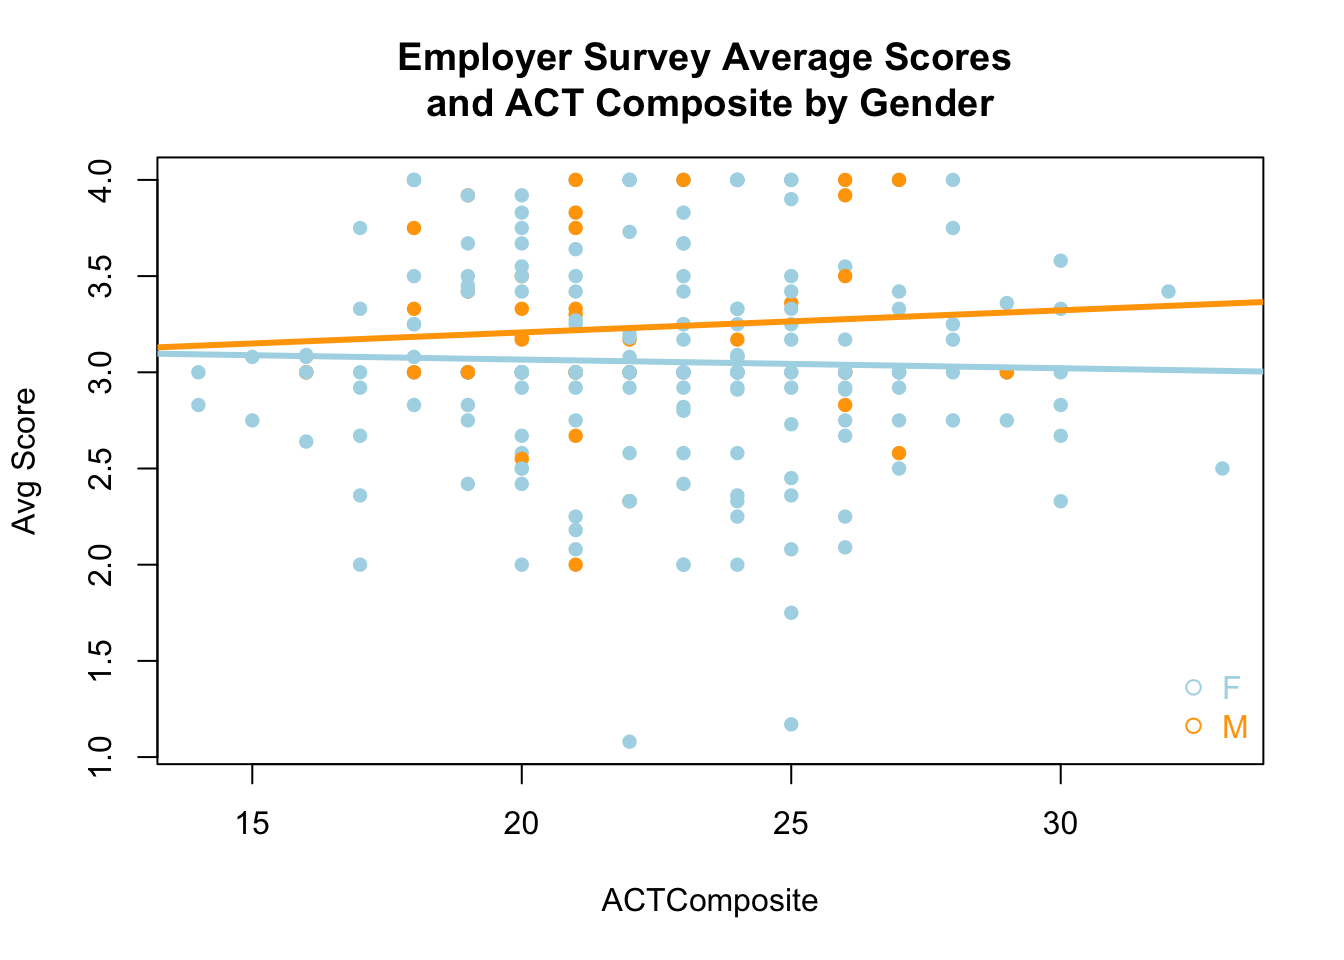 Employer Survey Average Scores
and ACT Composite by Gender
Avg Score
4.0
3.5
3.0
2.5
2.0
1.5
1.0
F
M
15 20 25 30
ACTComposite